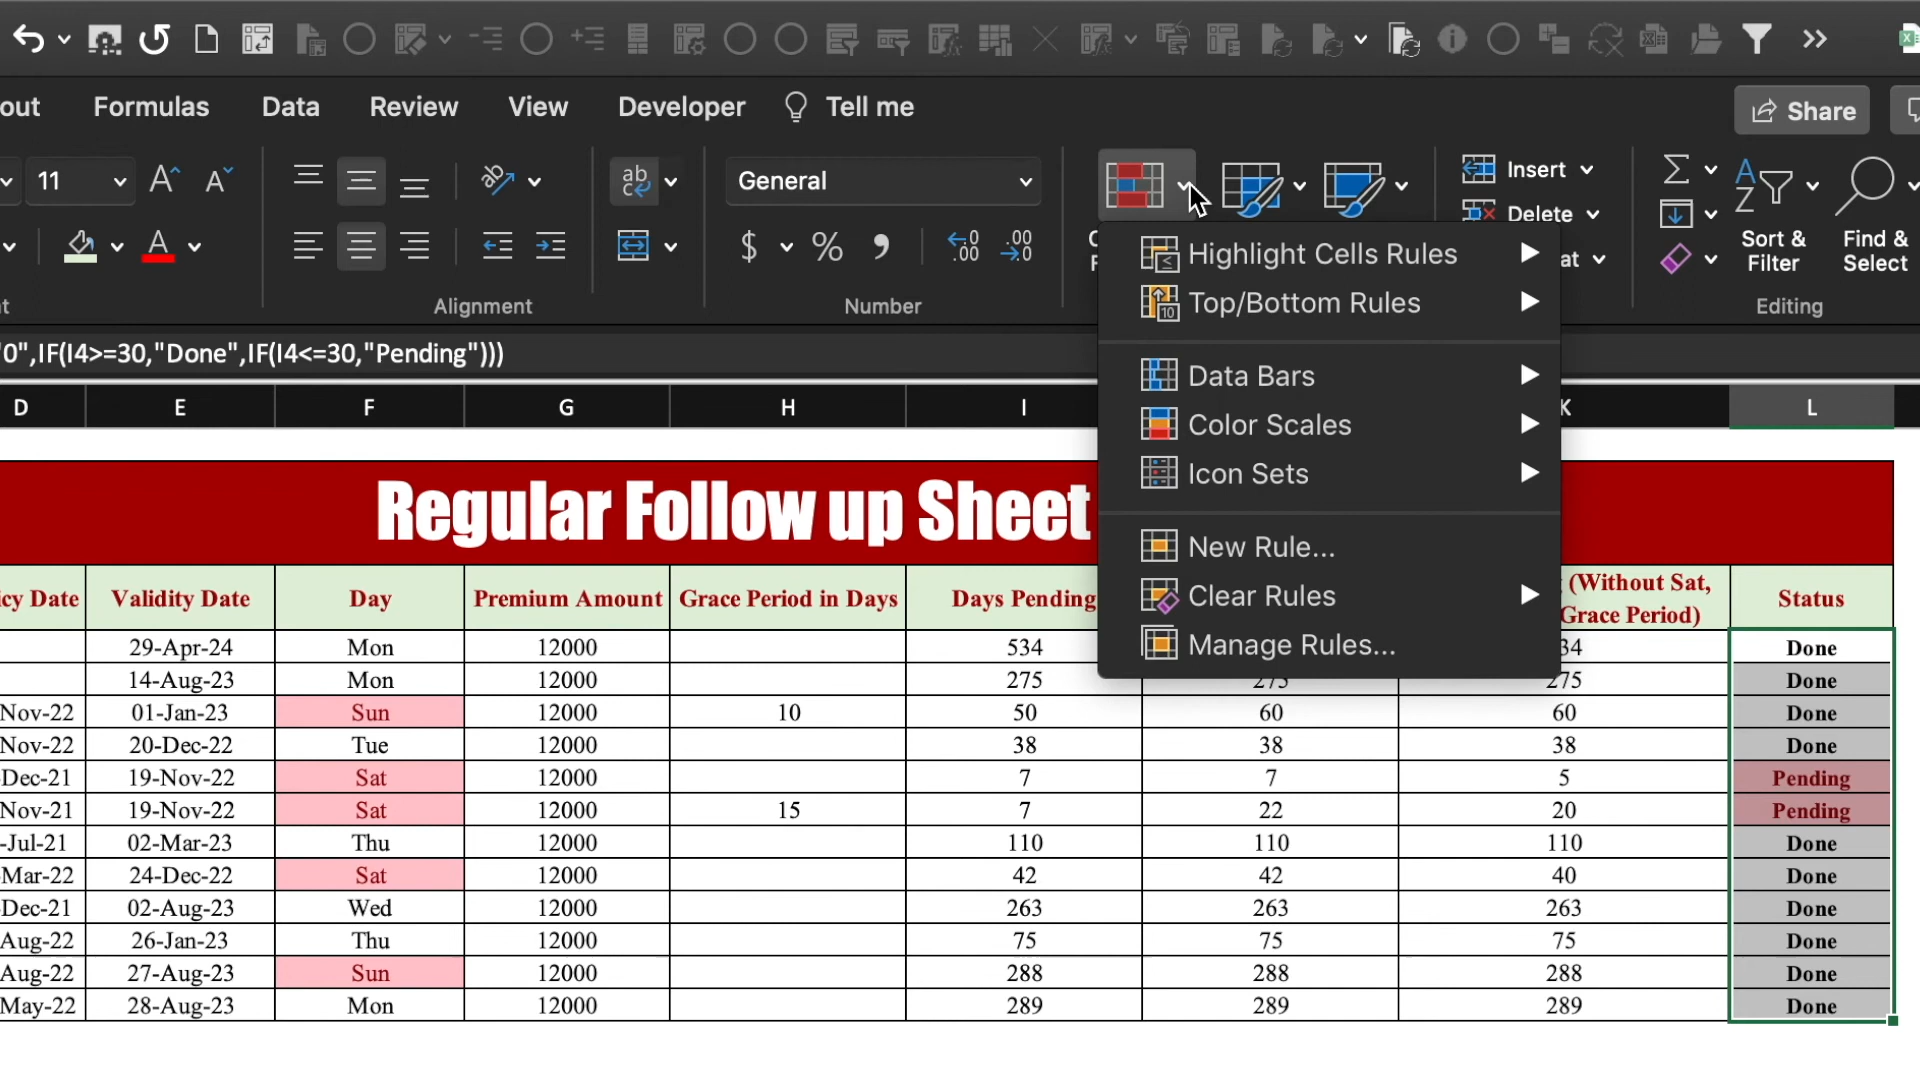 out Formulas Data Review View Developer Tell me Share
11 General Insert
Delete
at
Sort & Filter
Find & Select
Alignment Number Editing
"0",IF(I4>=30,"Done",IF(I4<=30,"Pending")))
Highlight Cells Rules
Top/Bottom Rules
Data Bars
Color Scales
Icon Sets
New Rule...
Clear Rules
Manage Rules...
D E F G H I K L
Regular Follow up Sheet
icy Date Validity Date Day Premium Amount Grace Period in Days Days Pending (Without Sat, Grace Period) Status
29-Apr-24 Mon 12000 534 34 Done
14-Aug-23 Mon 12000 275 275 275 Done
Nov-22 01-Jan-23 Sun 12000 10 50 60 60 Done
Nov-22 20-Dec-22 Tue 12000 38 38 38 Done
-Dec-21 19-Nov-22 Sat 12000 7 7 5 Pending
Nov-21 19-Nov-22 Sat 12000 15 7 22 20 Pending
-Jul-21 02-Mar-23 Thu 12000 110 110 110 Done
Mar-22 24-Dec-22 Sat 12000 42 42 40 Done
Dec-21 02-Aug-23 Wed 12000 263 263 263 Done
Aug-22 26-Jan-23 Thu 12000 75 75 75 Done
Aug-22 27-Aug-23 Sun 12000 288 288 288 Done
May-22 28-Aug-23 Mon 12000 289 289 289 Done